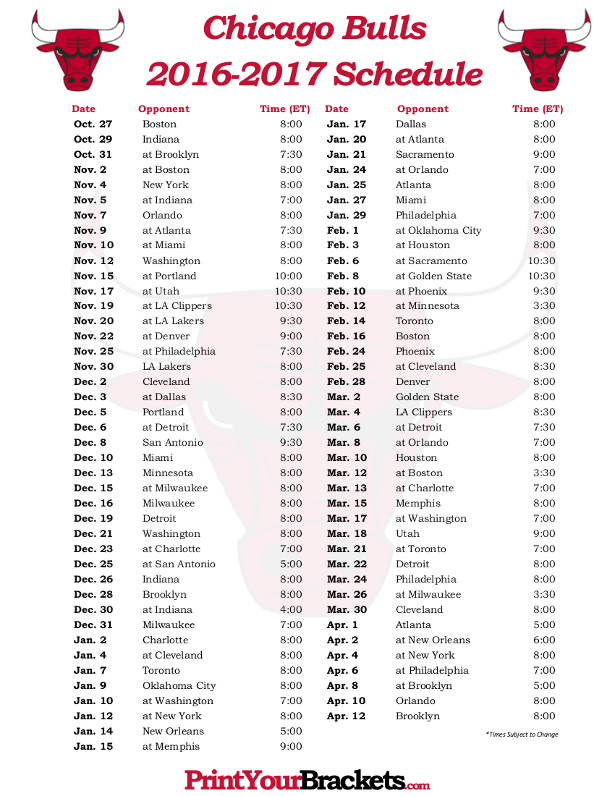 Chicago Bulls
2016-2017 Schedule
Date Opponent Time (ET)
Oct. 27 Boston 8:00
Oct. 29 Indiana 8:00
Oct. 31 at Brooklyn 7:30
Nov. 2 at Boston 8:00
Nov. 4 New York 8:00
Nov. 5 at Indiana 7:00
Nov. 7 Orlando 8:00
Nov. 9 at Atlanta 7:30
Nov. 10 at Miami 8:00
Nov. 12 Washington 8:00
Nov. 15 at Portland 10:00
Nov. 17 at Utah 10:30
Nov. 19 at LA Clippers 10:30
Nov. 20 at LA Lakers 9:30
Nov. 22 at Denver 9:00
Nov. 25 at Philadelphia 7:30
Nov. 30 LA Lakers 8:00
Dec. 2 Cleveland 8:00
Dec. 3 at Dallas 8:30
Dec. 5 Portland 8:00
Dec. 6 at Detroit 7:30
Dec. 8 San Antonio 9:30
Dec. 10 Miami 8:00
Dec. 13 Minnesota 8:00
Dec. 15 at Milwaukee 8:00
Dec. 16 Milwaukee 8:00
Dec. 19 Detroit 8:00
Dec. 21 Washington 8:00
Dec. 23 at Charlotte 7:00
Dec. 25 at San Antonio 5:00
Dec. 26 Indiana 8:00
Dec. 28 Brooklyn 8:00
Dec. 30 at Indiana 4:00
Dec. 31 Milwaukee 7:00
Jan. 2 Charlotte 8:00
Jan. 4 at Cleveland 8:00
Jan. 7 Toronto 8:00
Jan. 9 Oklahoma City 8:00
Jan. 10 at Washington 7:00
Jan. 12 at New York 8:00
Jan. 14 New Orleans 5:00
Jan. 15 at Memphis 9:00
Date Opponent Time (ET)
Jan. 17 Dallas 8:00
Jan. 20 at Atlanta 8:00
Jan. 21 Sacramento 9:00
Jan. 24 at Orlando 7:00
Jan. 25 Atlanta 8:00
Jan. 27 Miami 8:00
Jan. 29 Philadelphia 7:00
Feb. 1 at Oklahoma City 9:30
Feb. 3 at Houston 8:00
Feb. 6 at Sacramento 10:30
Feb. 8 at Golden State 10:30
Feb. 10 at Phoenix 9:30
Feb. 12 at Minnesota 3:30
Feb. 14 Toronto 8:00
Feb. 16 Boston 8:00
Feb. 24 Phoenix 8:00
Feb. 25 at Cleveland 8:30
Feb. 28 Denver 8:00
Mar. 2 Golden State 8:00
Mar. 4 LA Clippers 8:30
Mar. 6 at Detroit 7:30
Mar. 8 at Orlando 7:00
Mar. 10 Houston 8:00
Mar. 12 at Boston 3:30
Mar. 13 at Charlotte 7:00
Mar. 15 Memphis 8:00
Mar. 17 at Washington 7:00
Mar. 18 Utah 9:00
Mar. 21 at Toronto 7:00
Mar. 22 Detroit 8:00
Mar. 24 Philadelphia 8:00
Mar. 26 at Milwaukee 3:30
Mar. 30 Cleveland 8:00
Apr. 1 Atlanta 5:00
Apr. 2 at New Orleans 6:00
Apr. 4 at New York 8:00
Apr. 6 at Philadelphia 7:00
Apr. 8 at Brooklyn 5:00
Apr. 10 Orlando 8:00
Apr. 12 Brooklyn 8:00
*Times Subject to Change
PrintYourBrackets.com